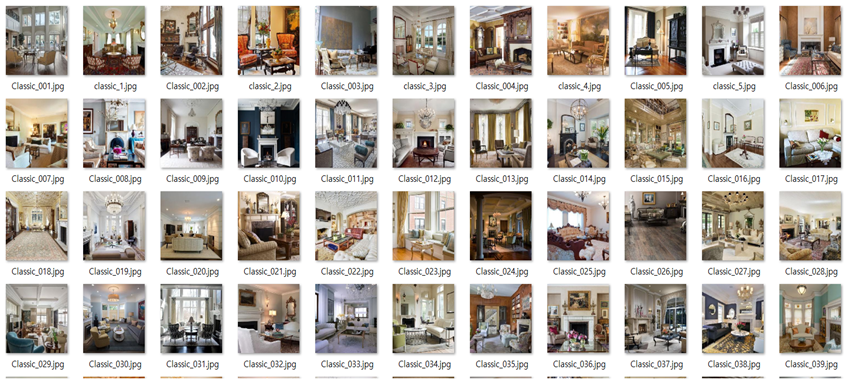 Classic_001.jpg classic_1.jpg Classic_002.jpg classic_2.jpg Classic_003.jpg classic_3.jpg Classic_004.jpg classic_4.jpg Classic_005.jpg classic_5.jpg Classic_006.jpg
Classic_007.jpg Classic_008.jpg Classic_009.jpg Classic_010.jpg Classic_011.jpg Classic_012.jpg Classic_013.jpg Classic_014.jpg Classic_015.jpg Classic_016.jpg Classic_017.jpg
Classic_018.jpg Classic_019.jpg Classic_020.jpg Classic_021.jpg Classic_022.jpg Classic_023.jpg Classic_024.jpg Classic_025.jpg Classic_026.jpg Classic_027.jpg Classic_028.jpg
Classic_029.jpg Classic_030.jpg Classic_031.jpg Classic_032.jpg Classic_033.jpg Classic_034.jpg Classic_035.jpg Classic_036.jpg Classic_037.jpg Classic_038.jpg Classic_039.jpg